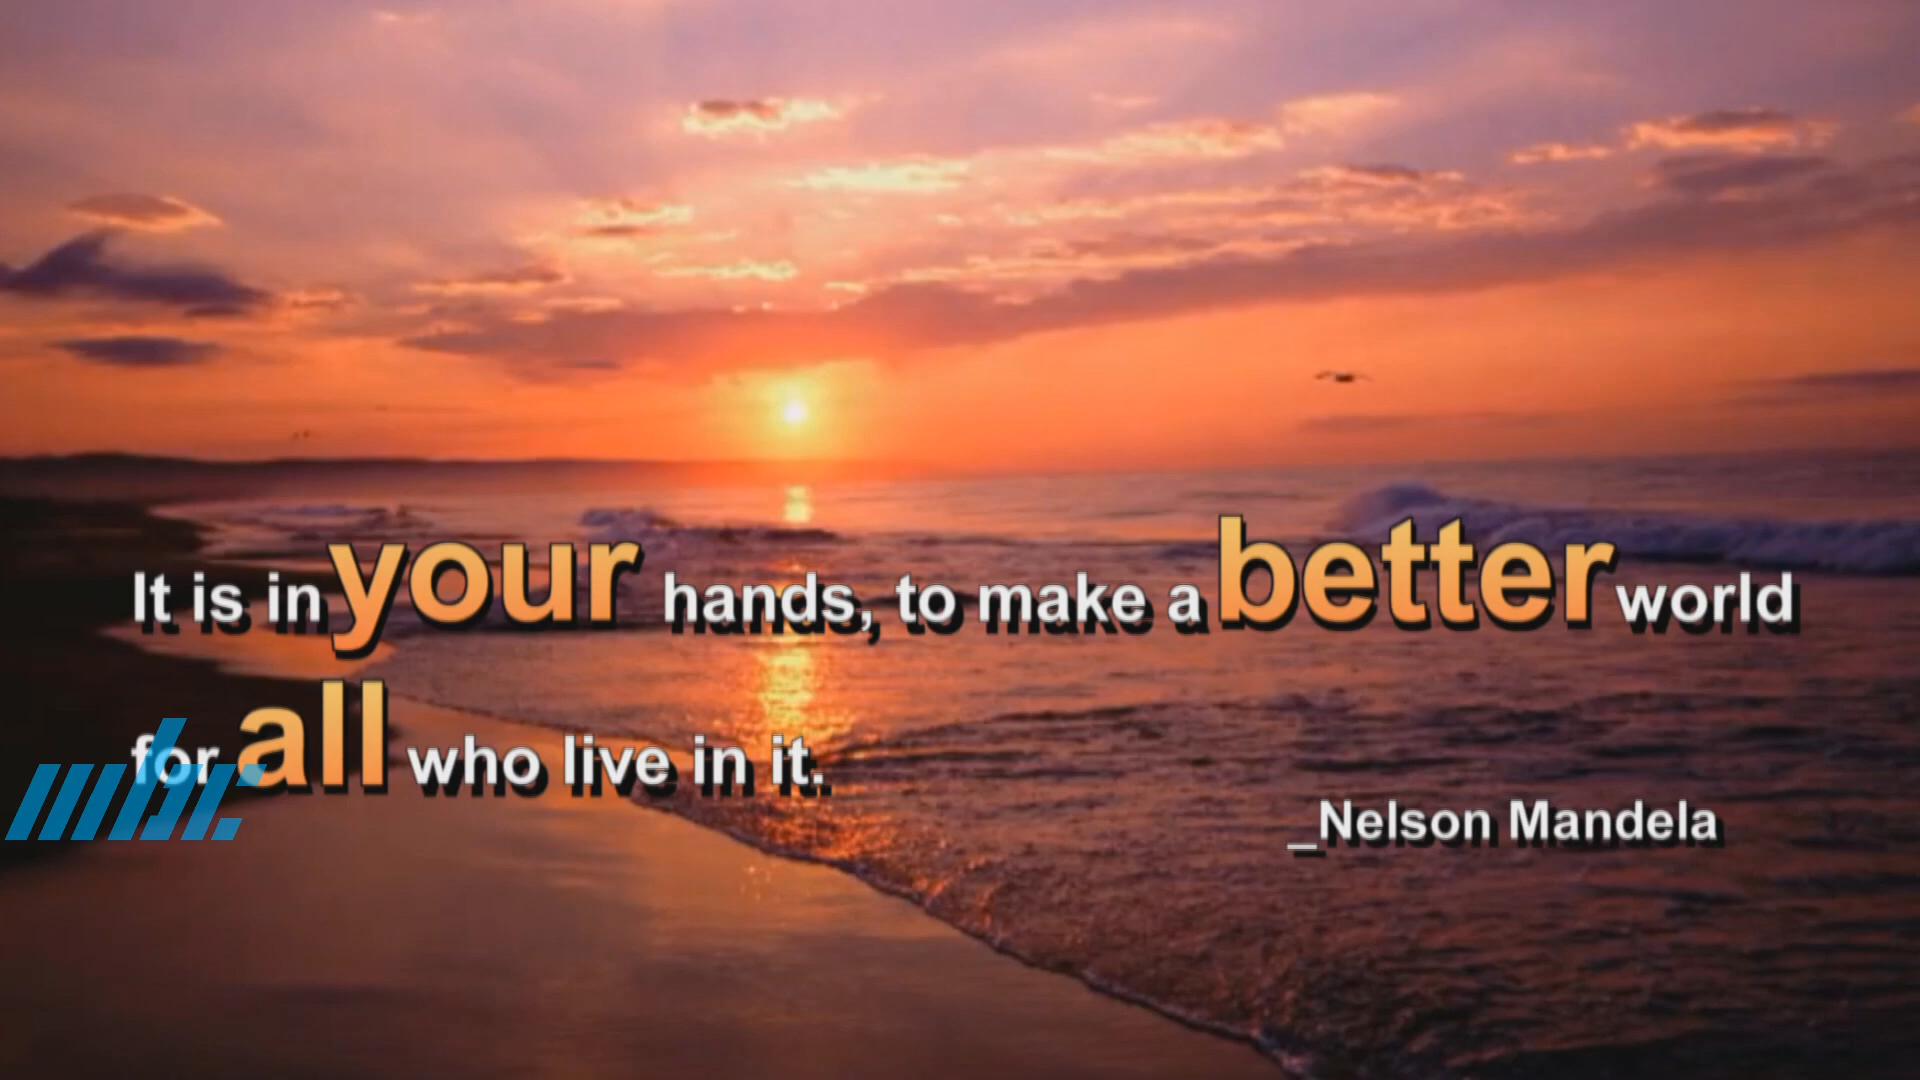 It is in your hands, to make a better world
for all who live in it.
_Nelson Mandela